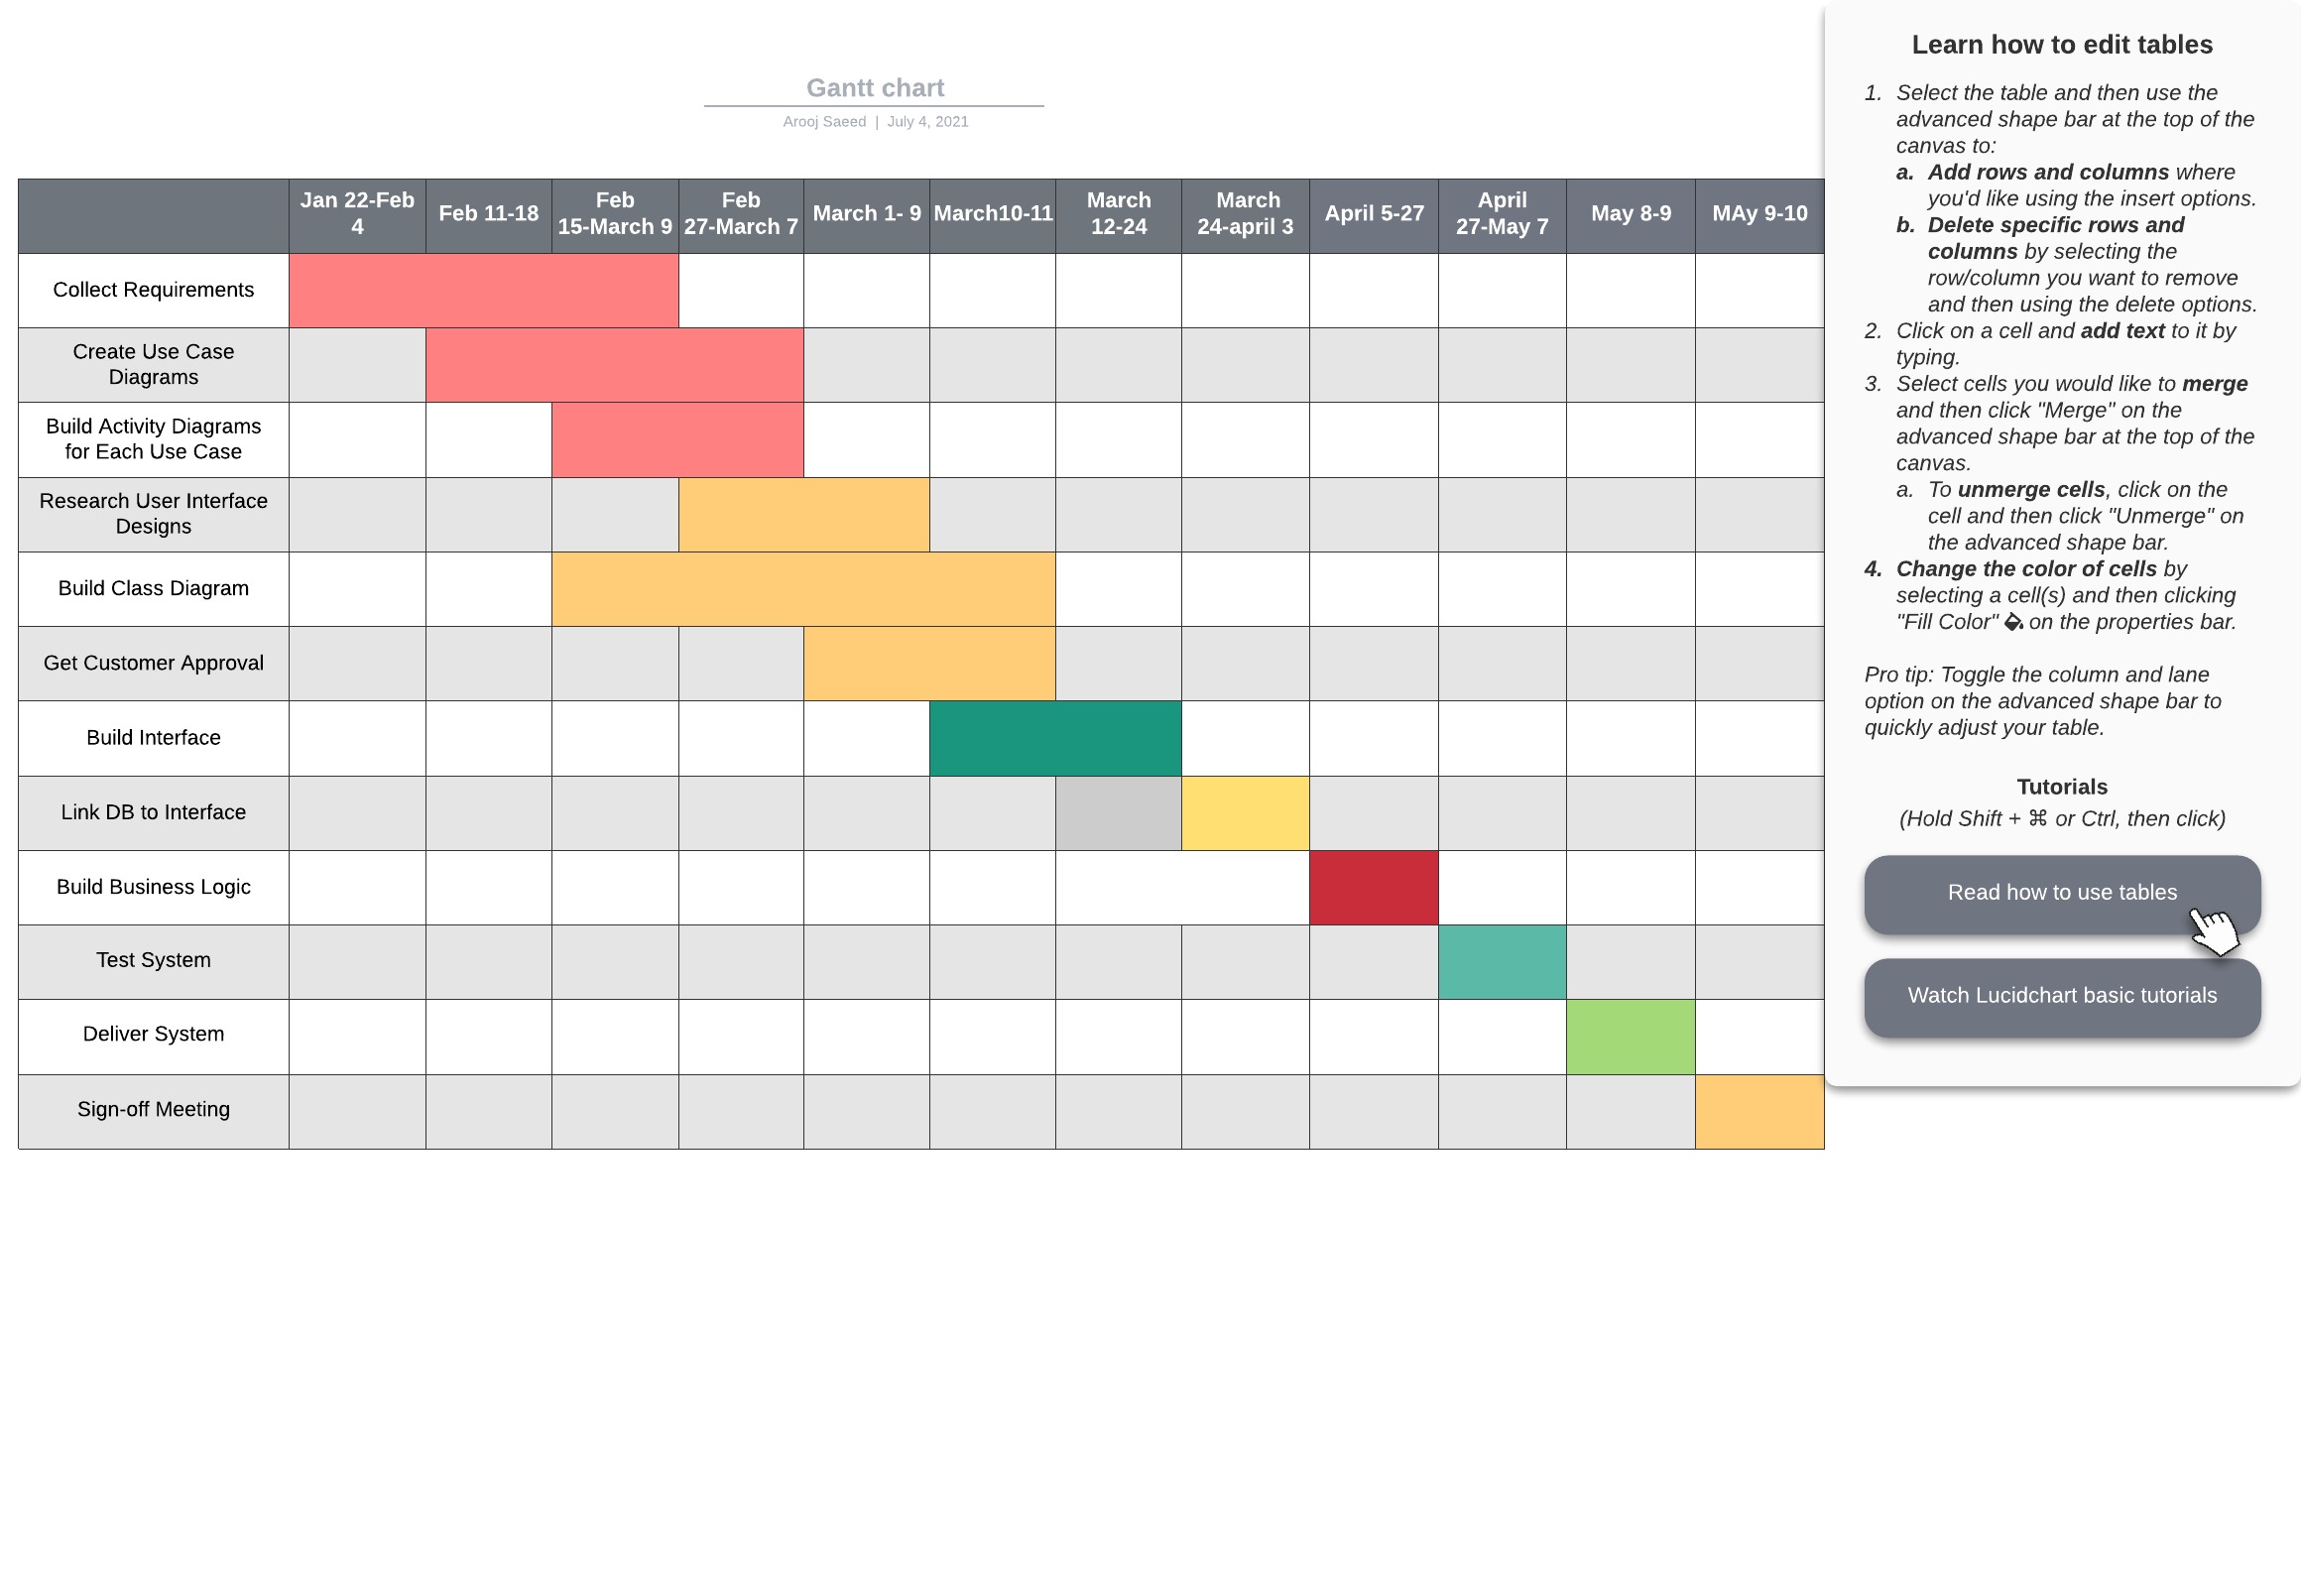 Gantt chart
Arooj Saeed | July 4, 2021
Jan 22-Feb
4
Feb 11-18
Feb
15-March 9
Feb
27-March 7
March 1- 9
March10-11
March
12-24
March
24-april 3
April 5-27
April
27-May 7
May 8-9
MAy 9-10
Collect Requirements
Create Use Case
Diagrams
Build Activity Diagrams
for Each Use Case
Research User Interface
Designs
Build Class Diagram
Get Customer Approval
Build Interface
Link DB to Interface
Build Business Logic
Test System
Deliver System
Sign-off Meeting
Learn how to edit tables
1. Select the table and then use the
advanced shape bar at the top of the
canvas to:
a. Add rows and columns where
you'd like using the insert options.
b. Delete specific rows and
columns by selecting the
row/column you want to remove
and then using the delete options.
2. Click on a cell and add text to it by
typing.
3. Select cells you would like to merge
and then click "Merge" on the
advanced shape bar at the top of the
canvas.
a. To unmerge cells, click on the
cell and then click "Unmerge" on
the advanced shape bar.
4. Change the color of cells by
selecting a cell(s) and then clicking
"Fill Color" on the properties bar.
Pro tip: Toggle the column and lane
option on the advanced shape bar to
quickly adjust your table.
Tutorials
(Hold Shift + ⌘ or Ctrl, then click)
Read how to use tables
Watch Lucidchart basic tutorials